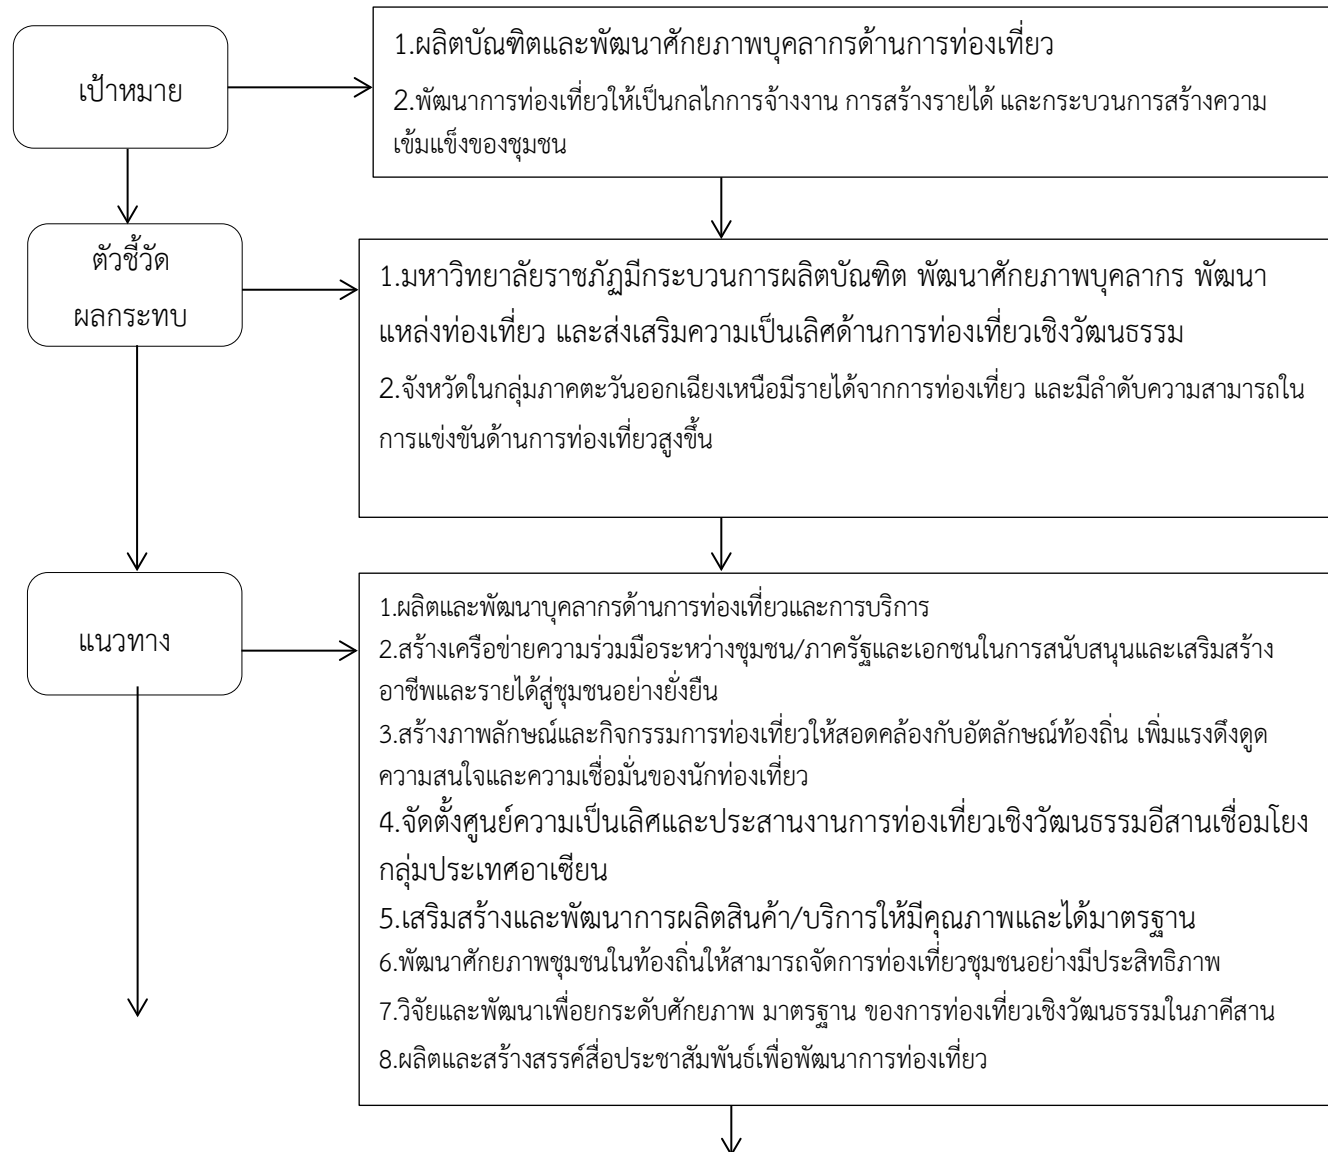 เป้าหมาย
1.ผลิตบัณฑิตและพัฒนาศักยภาพบุคลากรด้านการท่องเที่ยว
2.พัฒนาการท่องเที่ยวให้เป็นกลไกการจ้างงาน การสร้างรายได้ และกระบวนการสร้างความ
เข้มแข็งของชุมชน
ตัวชี้วัด
ผลกระทบ
1.มหาวิทยาลัยราชภัฏมีกระบวนการผลิตบัณฑิต พัฒนาศักยภาพบุคลากร พัฒนา
แหล่งท่องเที่ยว และส่งเสริมความเป็นเลิศด้านการท่องเที่ยวเชิงวัฒนธรรม
2.จังหวัดในกลุ่มภาคตะวันออกเฉียงเหนือมีรายได้จากการท่องเที่ยว และมีลำดับความสามารถใน
การแข่งขันด้านการท่องเที่ยวสูงขึ้น
แนวทาง
1.ผลิตและพัฒนาบุคลากรด้านการท่องเที่ยวและการบริการ
2.สร้างเครือข่ายความร่วมมือระหว่างชุมชน/ภาครัฐและเอกชนในการสนับสนุนและเสริมสร้าง
อาชีพและรายได้สู่ชุมชนอย่างยั่งยืน
3.สร้างภาพลักษณ์และกิจกรรมการท่องเที่ยวให้สอดคล้องกับอัตลักษณ์ท้องถิ่น เพิ่มแรงดึงดูด
ความสนใจและความเชื่อมั่นของนักท่องเที่ยว
4.จัดตั้งศูนย์ความเป็นเลิศและประสานงานการท่องเที่ยวเชิงวัฒนธรรมอีสานเชื่อมโยง
กลุ่มประเทศอาเซียน
5.เสริมสร้างและพัฒนาการผลิตสินค้า/บริการให้มีคุณภาพและได้มาตรฐาน
6.พัฒนาศักยภาพชุมชนในท้องถิ่นให้สามารถจัดการท่องเที่ยวชุมชนอย่างมีประสิทธิภาพ
7.วิจัยและพัฒนาเพื่อยกระดับศักยภาพ มาตรฐาน ของการท่องเที่ยวเชิงวัฒนธรรมในภาคีสาน
8.ผลิตและสร้างสรรค์สื่อประชาสัมพันธ์เพื่อพัฒนาการท่องเที่ยว